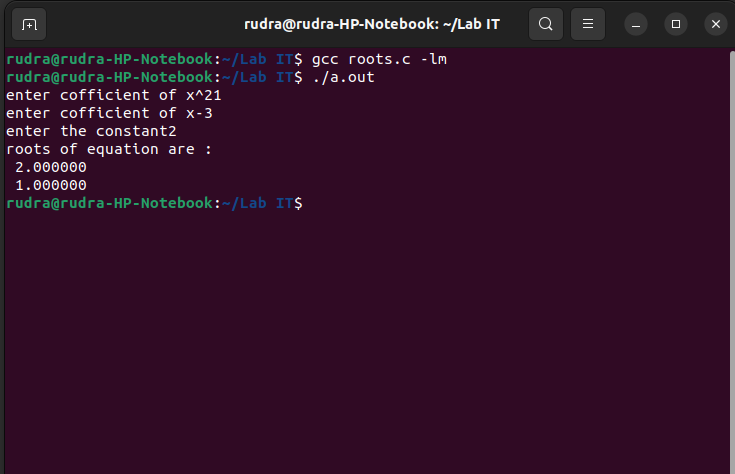 rudra@rudra-HP-Notebook: ~/Lab IT
rudra@rudra-HP-Notebook:~/Lab IT$ gcc roots.c -lm
rudra@rudra-HP-Notebook:~/Lab IT$ ./a.out
enter cofficient of x^21
enter cofficient of x-3
enter the constant2
roots of equation are :
 2.000000
 1.000000
rudra@rudra-HP-Notebook:~/Lab IT$